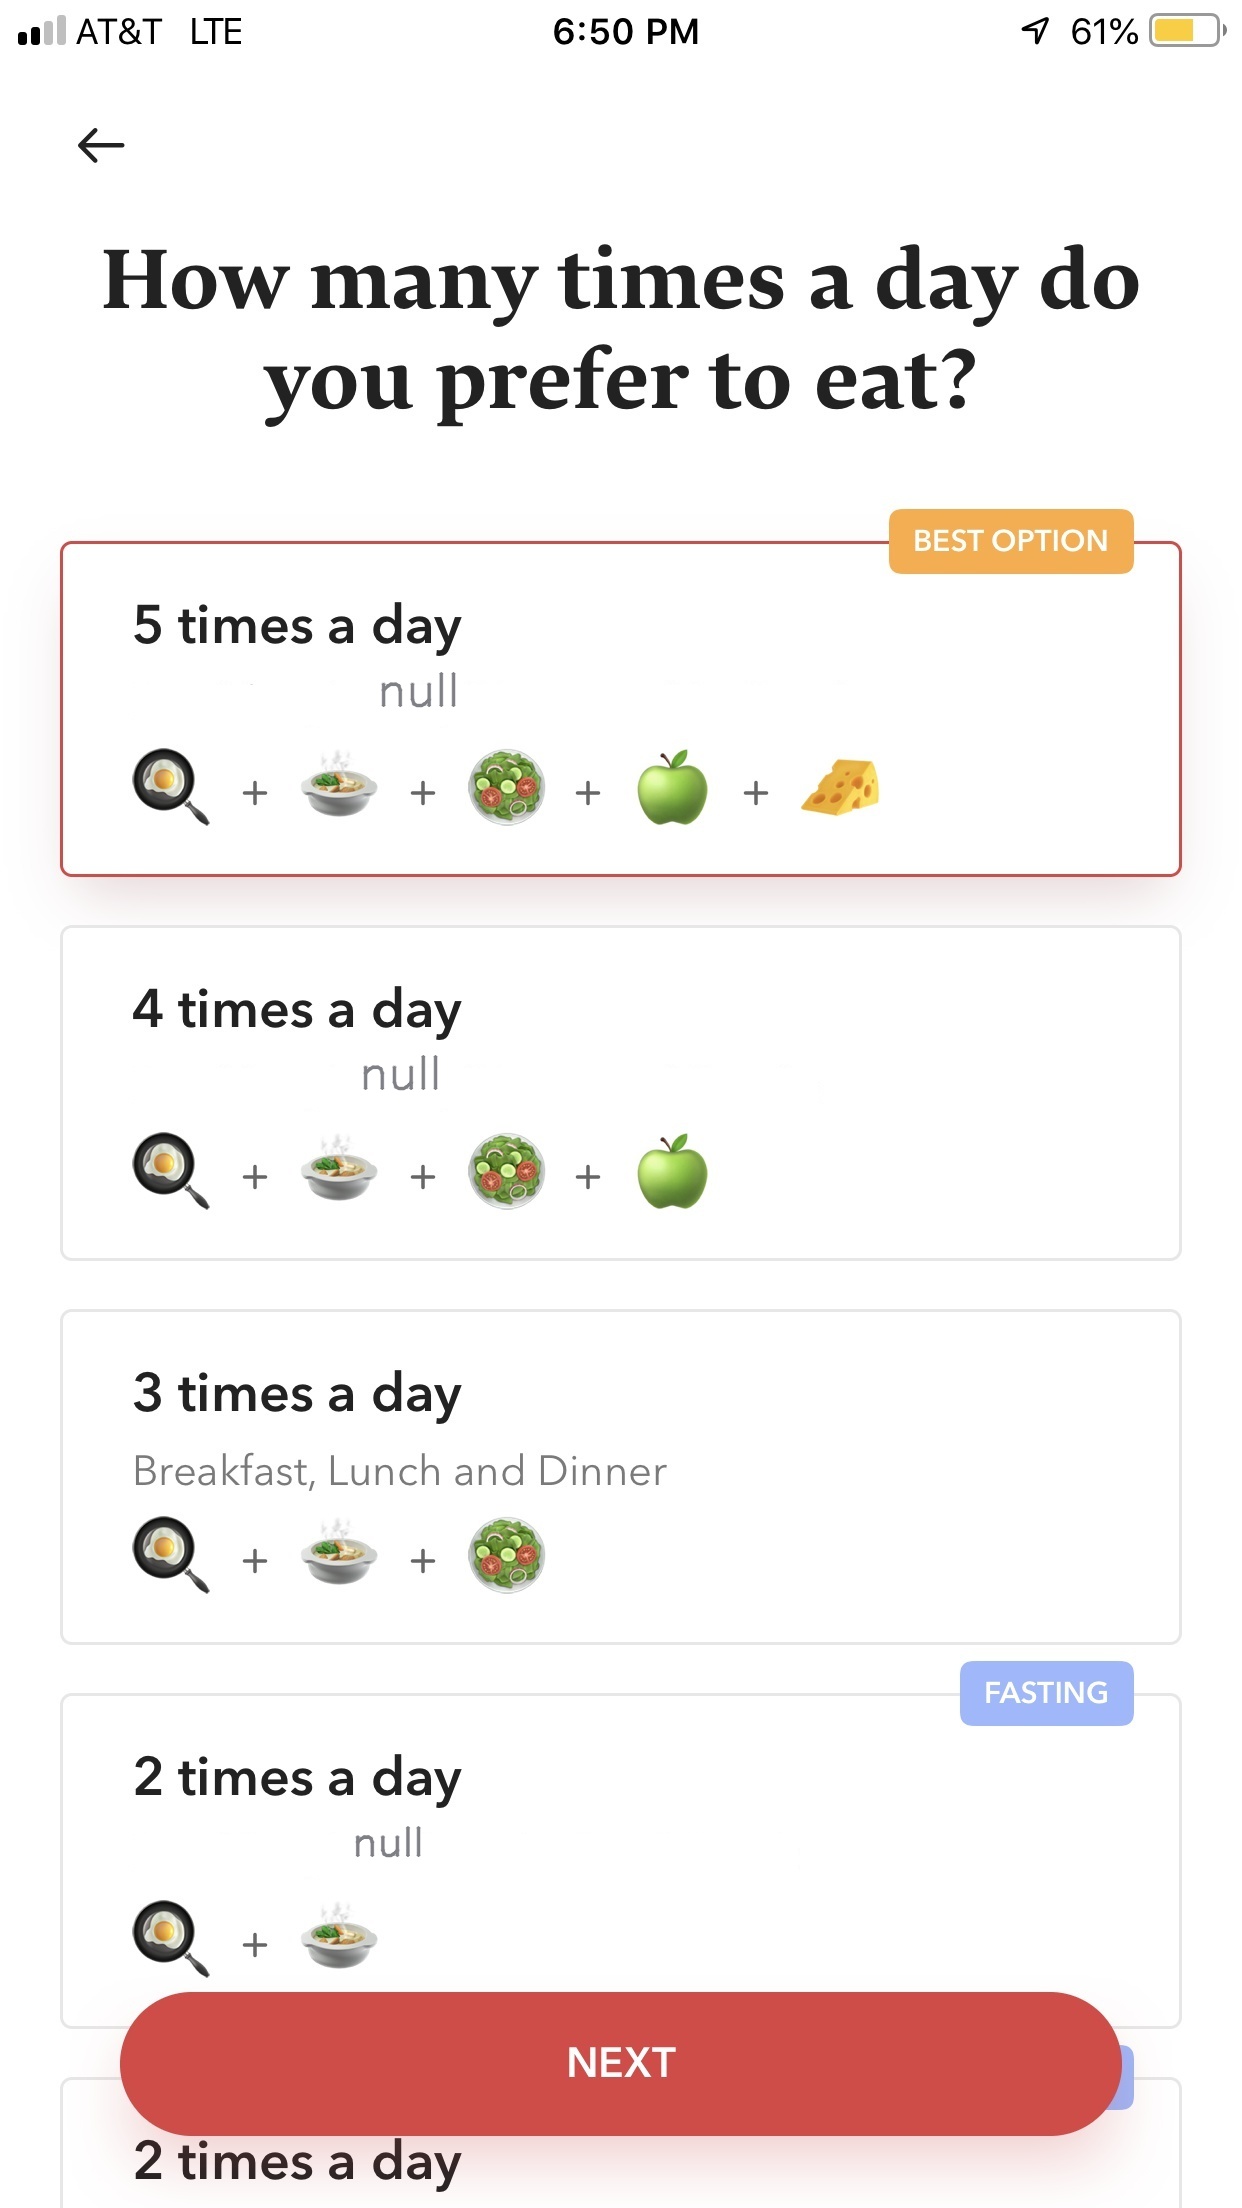 AT&T LTE 6:50 PM 61%
How many times a day do
you prefer to eat?
BEST OPTION
5 times a day
null
+ + + +
4 times a day
null
+ + +
3 times a day
Breakfast, Lunch and Dinner
+ +
FASTING
2 times a day
null
+
NEXT
2 times a day